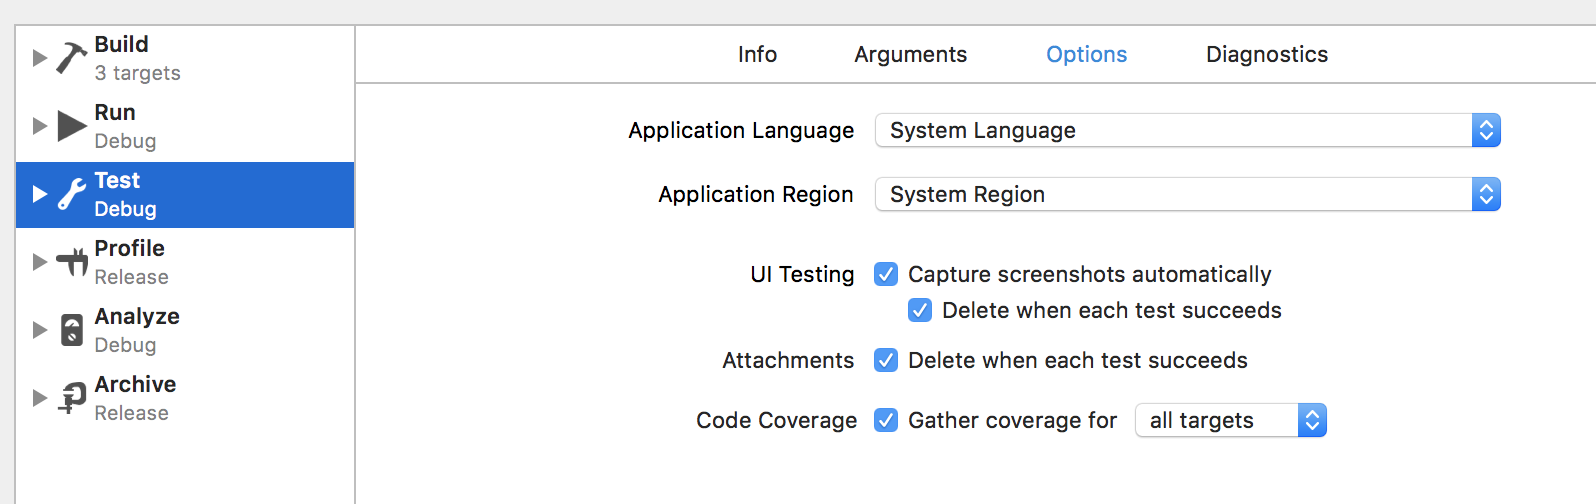 Build
3 targets
Run
Debug
Test
Debug
Profile
Release
Analyze
Debug
Archive
Release
Info Arguments Options Diagnostics
Application Language System Language
Application Region System Region
UI Testing Capture screenshots automatically
Delete when each test succeeds
Attachments Delete when each test succeeds
Code Coverage Gather coverage for all targets